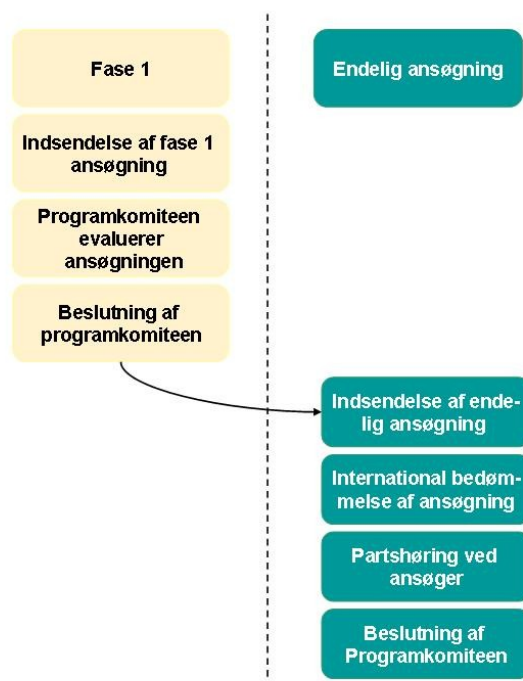 Fase 1
Indsendelse af fase 1
ansøgning
Programkomiteen
evaluerer
ansøgningen
Beslutning af
programkomiteen
Endelig ansøgning
Indsendelse af ende-
lig ansøgning
International bedøm-
melse af ansøgning
Partshøring ved
ansøger
Beslutning af
Programkomiteen